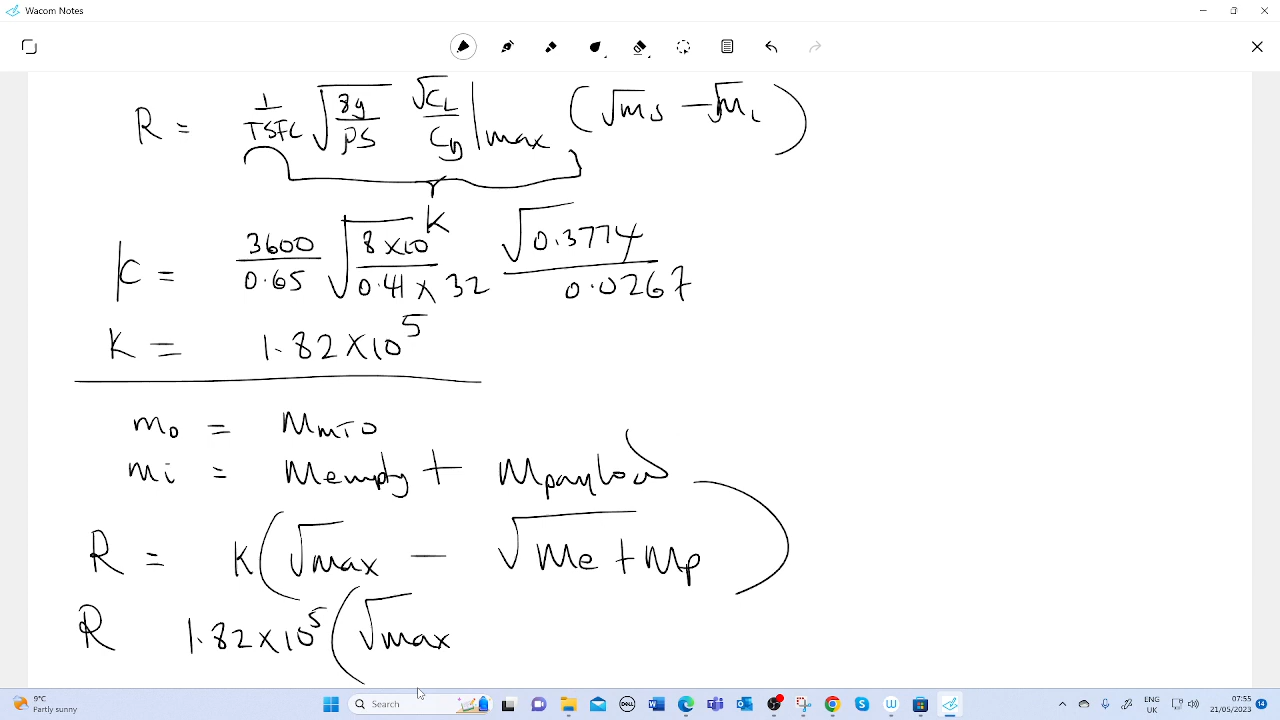 Wacom Notes
R = 1/TSFC √(8g/ρS) √CL/CD |max (√m0 − √m1)
K
K = 3600/0.65 √(8×10/0.41×32) √0.3774/0.0267
K = 1.82×10^5
m0 = MMTO
mi = Mempty + Mpayload
R = K(√max − √Me+Mp)
R 1.82×10^5 (√max
9°C
Partly sunny
Search
ENG
UK
07:55
21/05/2023